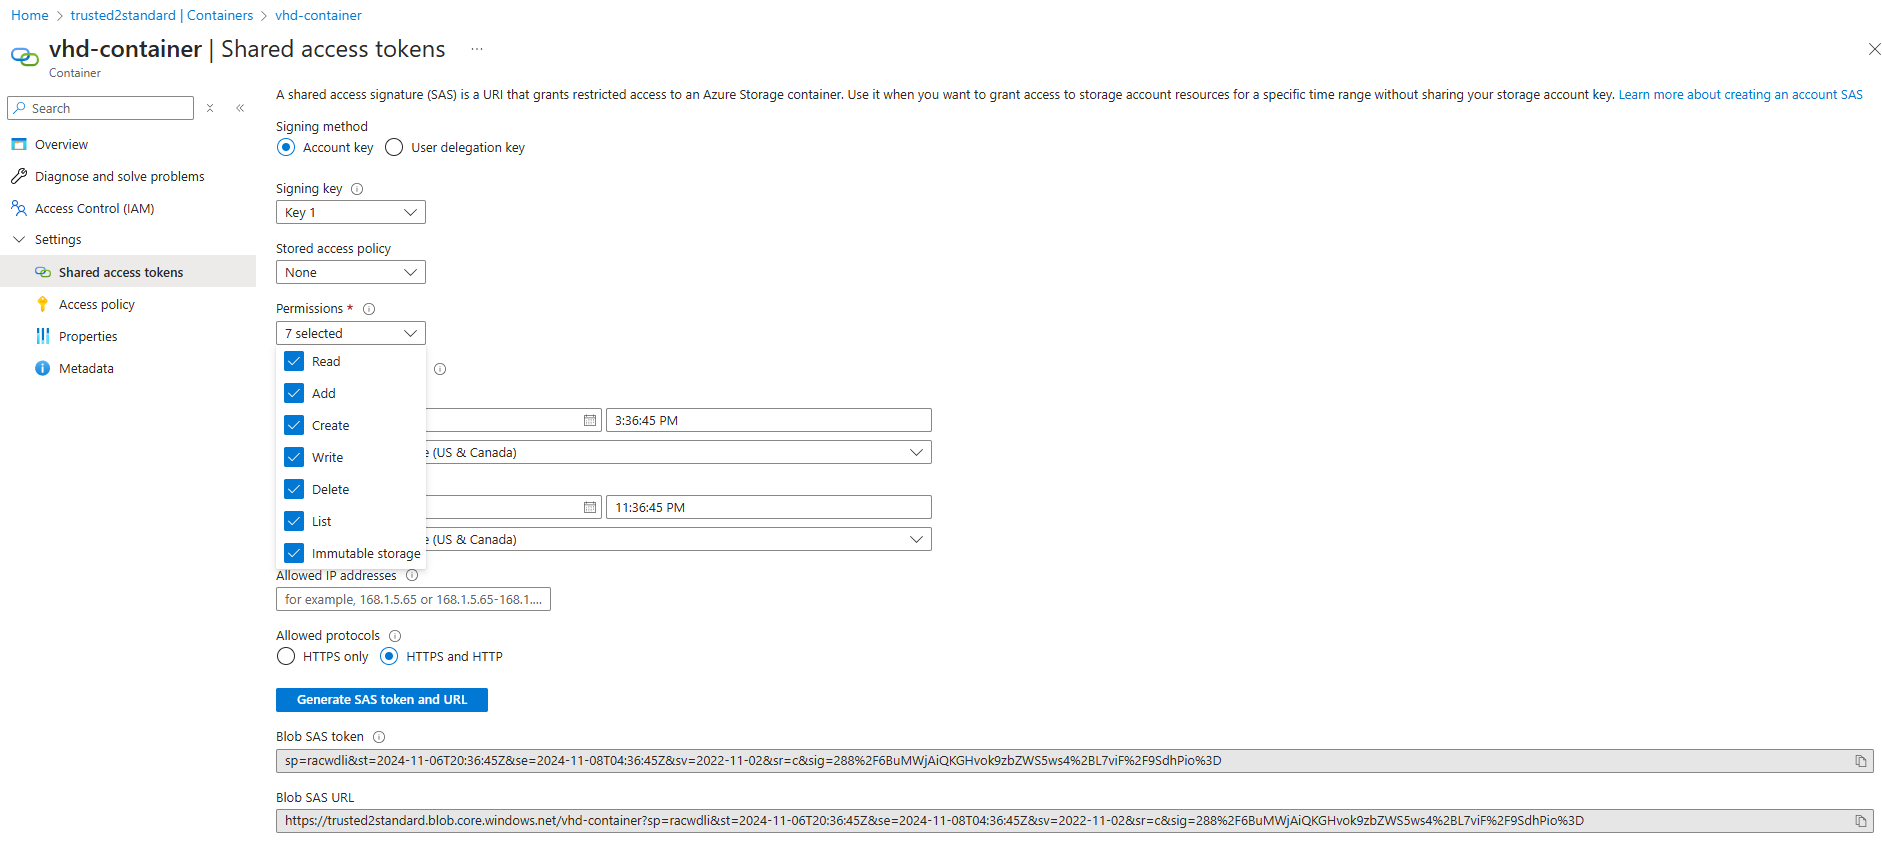 Home > trusted2standard | Containers > vhd-container
vhd-container | Shared access tokens ...
Container
Search
Overview
Diagnose and solve problems
Access Control (IAM)
Settings
Shared access tokens
Access policy
Properties
Metadata
A shared access signature (SAS) is a URI that grants restricted access to an Azure Storage container. Use it when you want to grant access to storage account resources for a specific time range without sharing your storage account key. Learn more about creating an account SAS
Signing method
Account key User delegation key
Signing key
Key 1
Stored access policy
None
Permissions *
7 selected
Read
Add
Create
3:36:45 PM
(US & Canada)
Write
Delete
11:36:45 PM
List
(US & Canada)
Immutable storage
Allowed IP addresses
for example, 168.1.5.65 or 168.1.5.65-168.1....
Allowed protocols
HTTPS only HTTPS and HTTP
Generate SAS token and URL
Blob SAS token
sp=racwdli&st=2024-11-06T20:36:45Z&se=2024-11-08T04:36:45Z&sv=2022-11-02&sr=c&sig=288%2F6BuMWjAiQKGHvok9zbZWS5ws4%2BL7viF%2F9SdhPio%3D
Blob SAS URL
https://trusted2standard.blob.core.windows.net/vhd-container?sp=racwdli&st=2024-11-06T20:36:45Z&se=2024-11-08T04:36:45Z&sv=2022-11-02&sr=c&sig=288%2F6BuMWjAiQKGHvok9zbZWS5ws4%2BL7viF%2F9SdhPio%3D